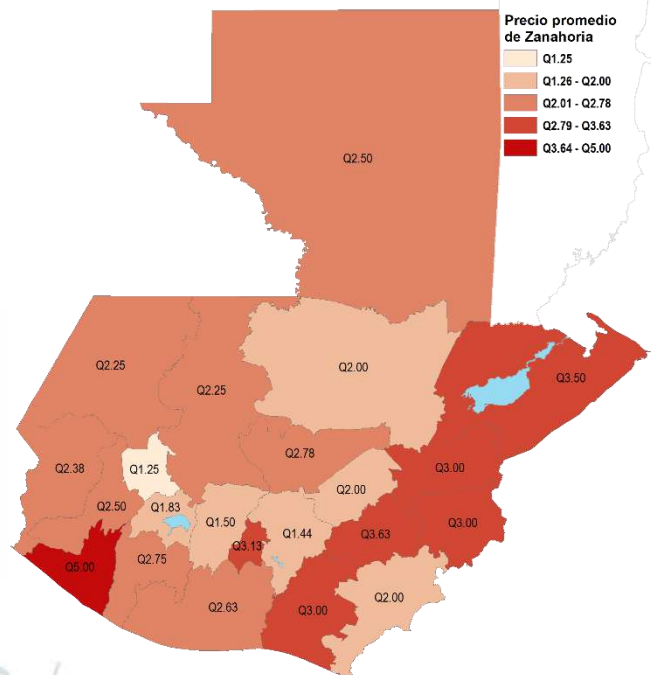 Precio promedio
de Zanahoria
Q1.25
Q1.26 - Q2.00
Q2.01 - Q2.78
Q2.79 - Q3.63
Q3.64 - Q5.00
Q2.50
Q2.25
Q2.25
Q2.00
Q3.50
Q2.38
Q1.25
Q2.78
Q3.00
Q2.50
Q1.83
Q1.50
Q2.00
Q3.00
Q1.44
Q3.63
Q3.13
Q5.00
Q2.75
Q2.63
Q3.00
Q2.00